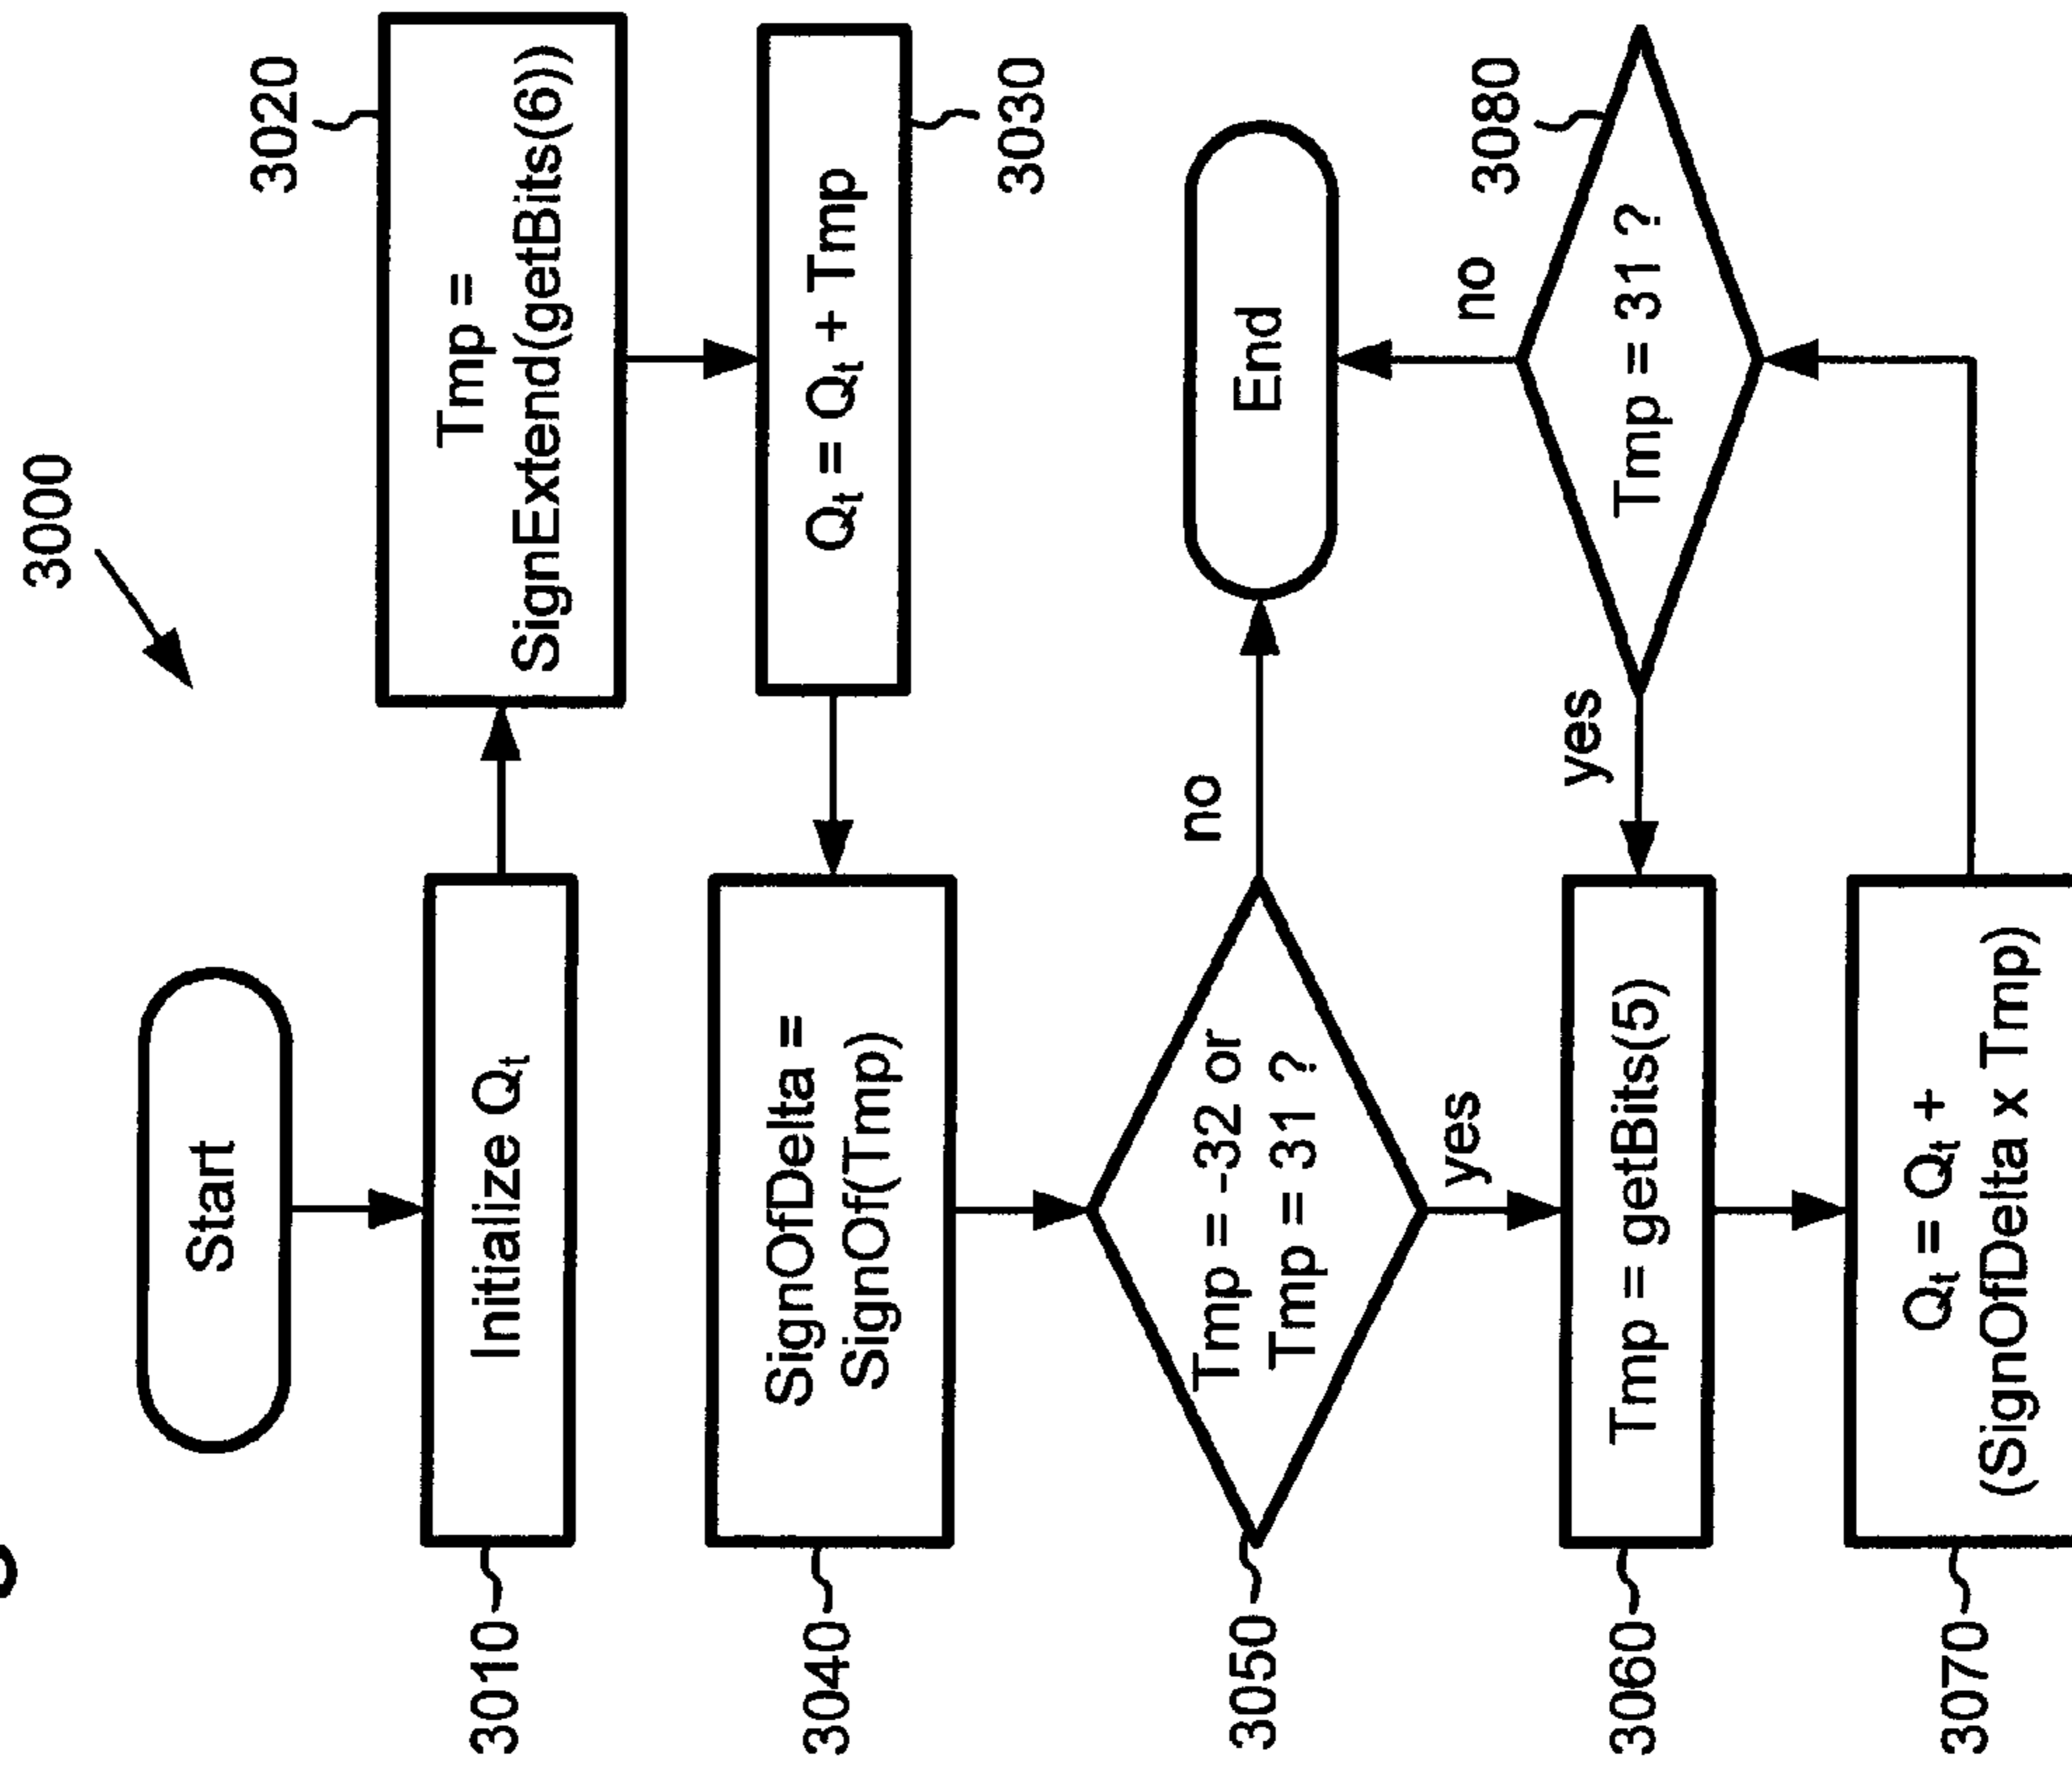 3000
Start
3010
Initialize Qt
3020
Tmp =
SignExtend(getBits(6)))
3030
Qt = Qt + Tmp
3040
SignOfDelta =
SignOf(Tmp)
3050
Tmp = -32 or
Tmp = 31 ?
no
End
yes
3060
Tmp = getBits(5)
3070
Qt = Qt +
(SignOfDelta x Tmp)
3080
Tmp = 31 ?
no
yes